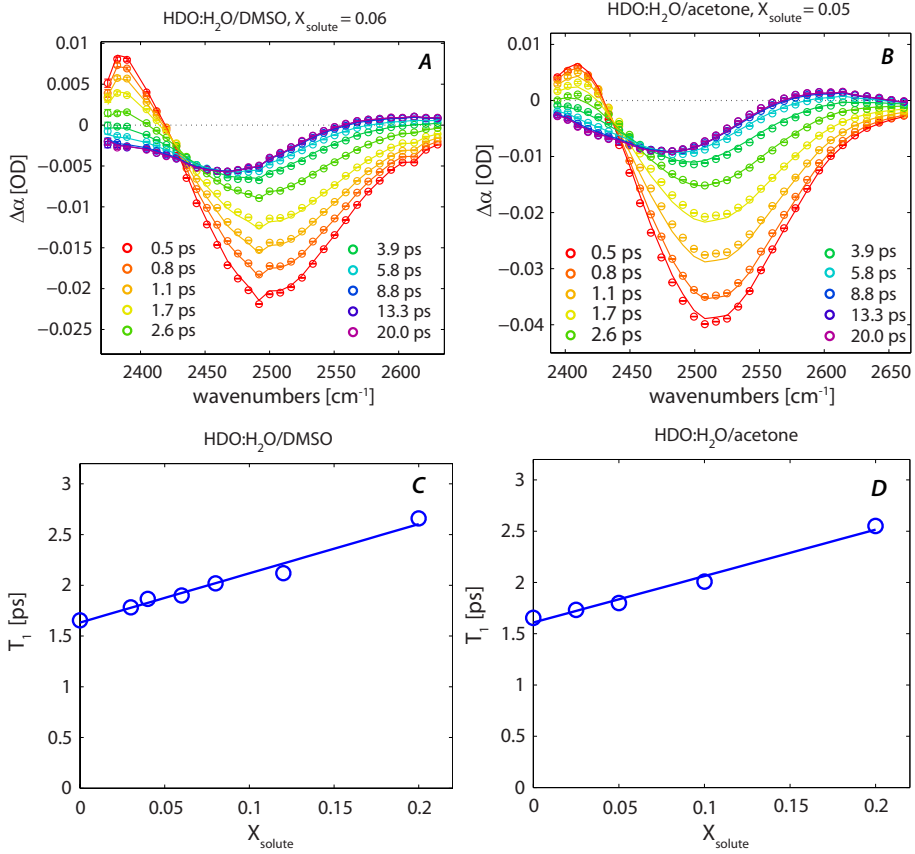 HDO:H₂O/DMSO, X_solute = 0.06
A
0.01
0.005
0
−0.005
−0.01
−0.015
−0.02
−0.025
Δα [OD]
0.5 ps
0.8 ps
1.1 ps
1.7 ps
2.6 ps
3.9 ps
5.8 ps
8.8 ps
13.3 ps
20.0 ps
2400 2450 2500 2550 2600
wavenumbers [cm⁻¹]
HDO:H₂O/acetone, X_solute = 0.05
B
0.01
0
−0.01
−0.02
−0.03
−0.04
Δα [OD]
0.5 ps
0.8 ps
1.1 ps
1.7 ps
2.6 ps
3.9 ps
5.8 ps
8.8 ps
13.3 ps
20.0 ps
2400 2450 2500 2550 2600 2650
wavenumbers [cm⁻¹]
HDO:H₂O/DMSO
C
3
2.5
2
1.5
1
0.5
0
T₁ [ps]
0 0.05 0.1 0.15 0.2
X_solute
HDO:H₂O/acetone
D
3
2.5
2
1.5
1
0.5
0
T₁ [ps]
0 0.05 0.1 0.15 0.2
X_solute